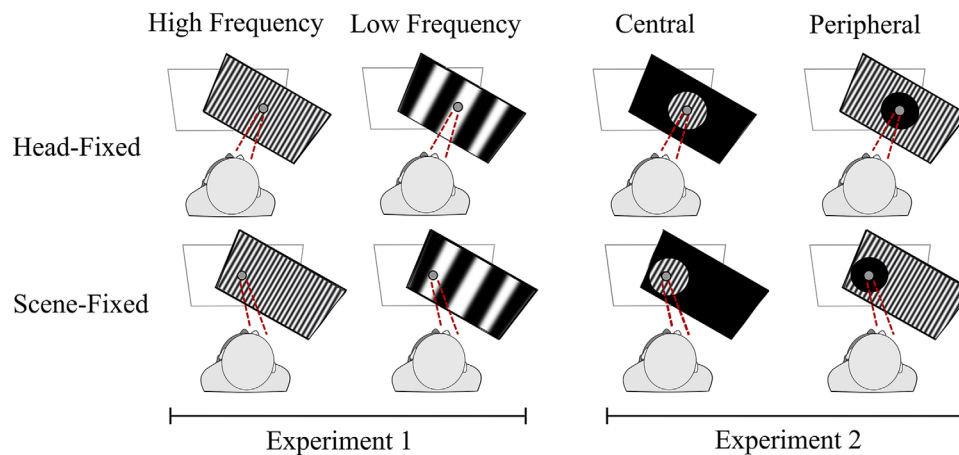 High Frequency Low Frequency Central Peripheral
Head-Fixed
Scene-Fixed
Experiment 1 Experiment 2